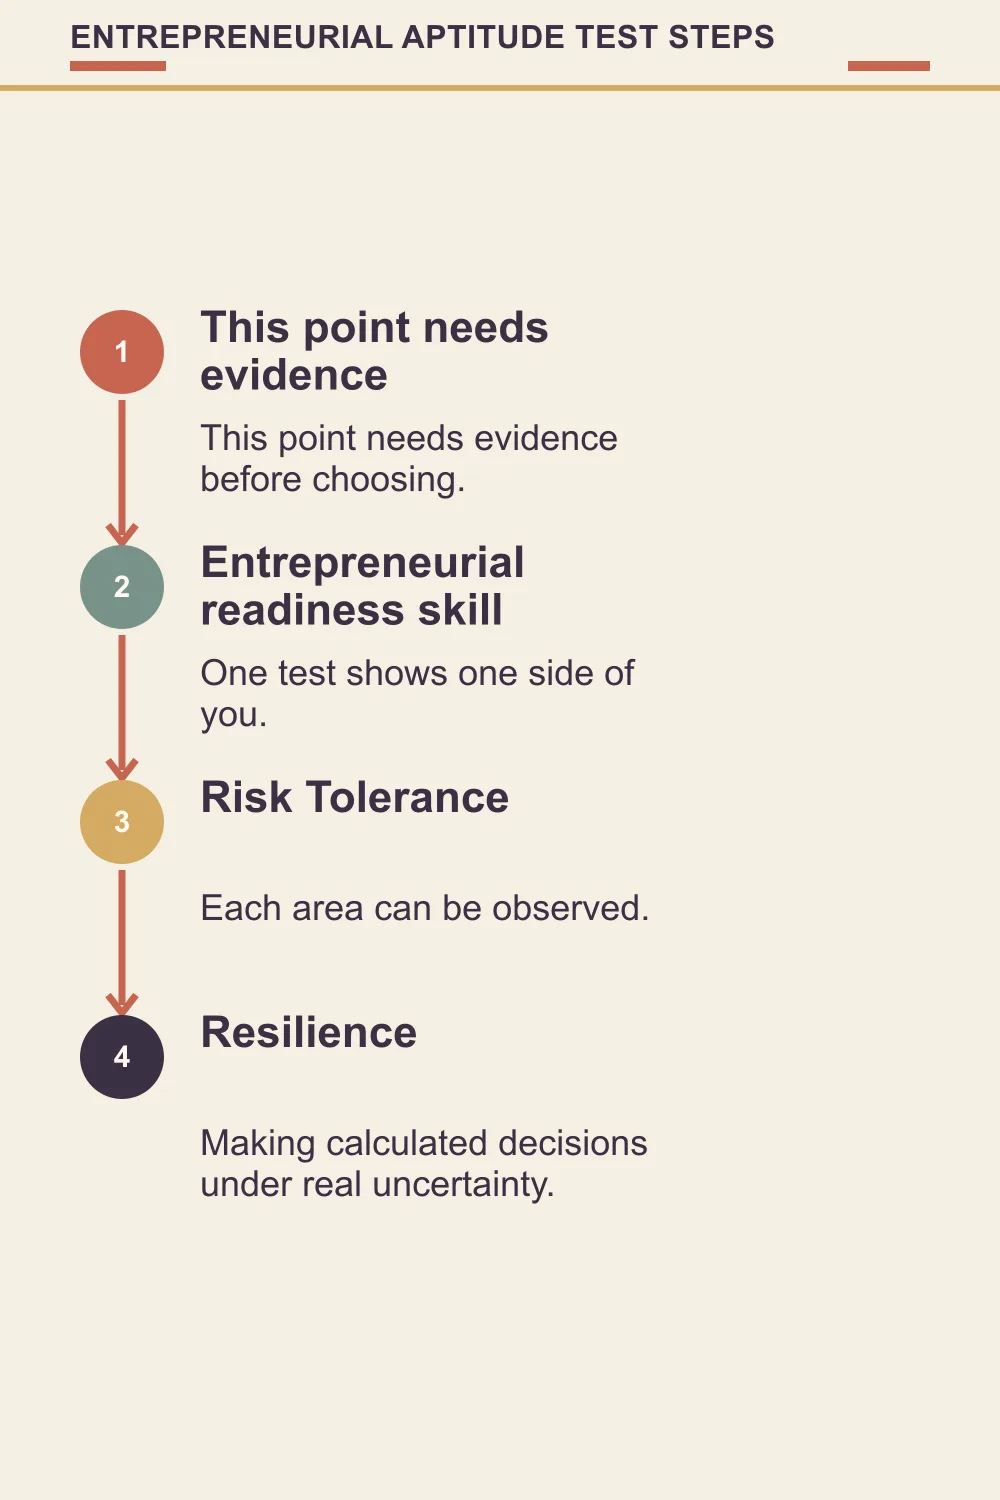 ENTREPRENEURIAL APTITUDE TEST STEPS
1
This point needs
evidence
This point needs evidence
before choosing.
2
Entrepreneurial
readiness skill
One test shows one side of
you.
3
Risk Tolerance
Each area can be observed.
4
Resilience
Making calculated decisions
under real uncertainty.